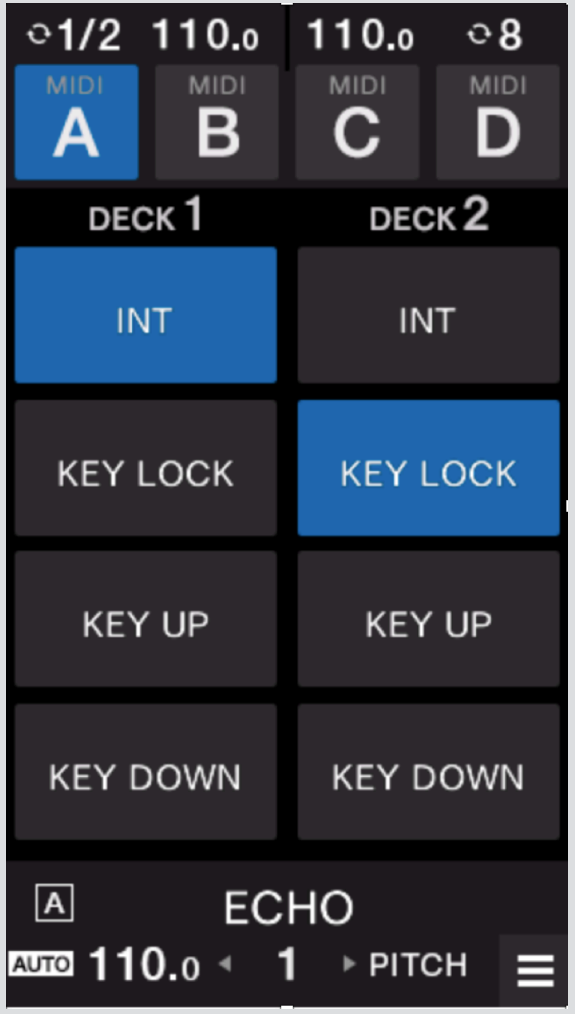 1/2 110.0 110.0 8
MIDI MIDI MIDI MIDI
A B C D
DECK 1 DECK 2
INT INT
KEY LOCK KEY LOCK
KEY UP KEY UP
KEY DOWN KEY DOWN
A ECHO
AUTO 110.0 1 PITCH